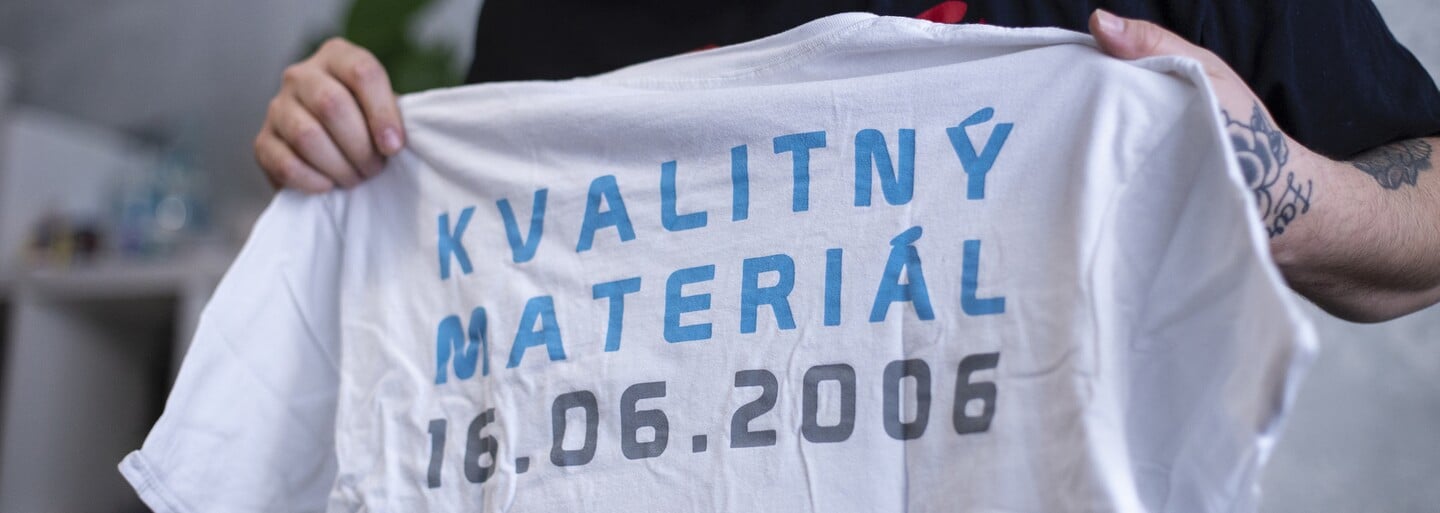 KVALITNÝ
MATERIÁL
16.06.2006